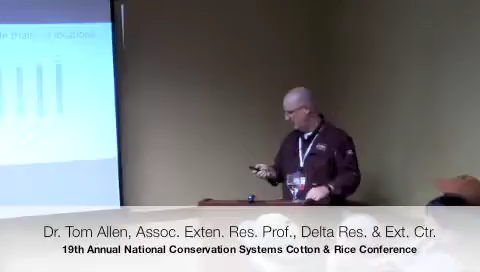 Dr. Tom Allen, Assoc. Exten. Res. Prof., Delta Res. & Ext. Ctr.
19th Annual National Conservation Systems Cotton & Rice Conference